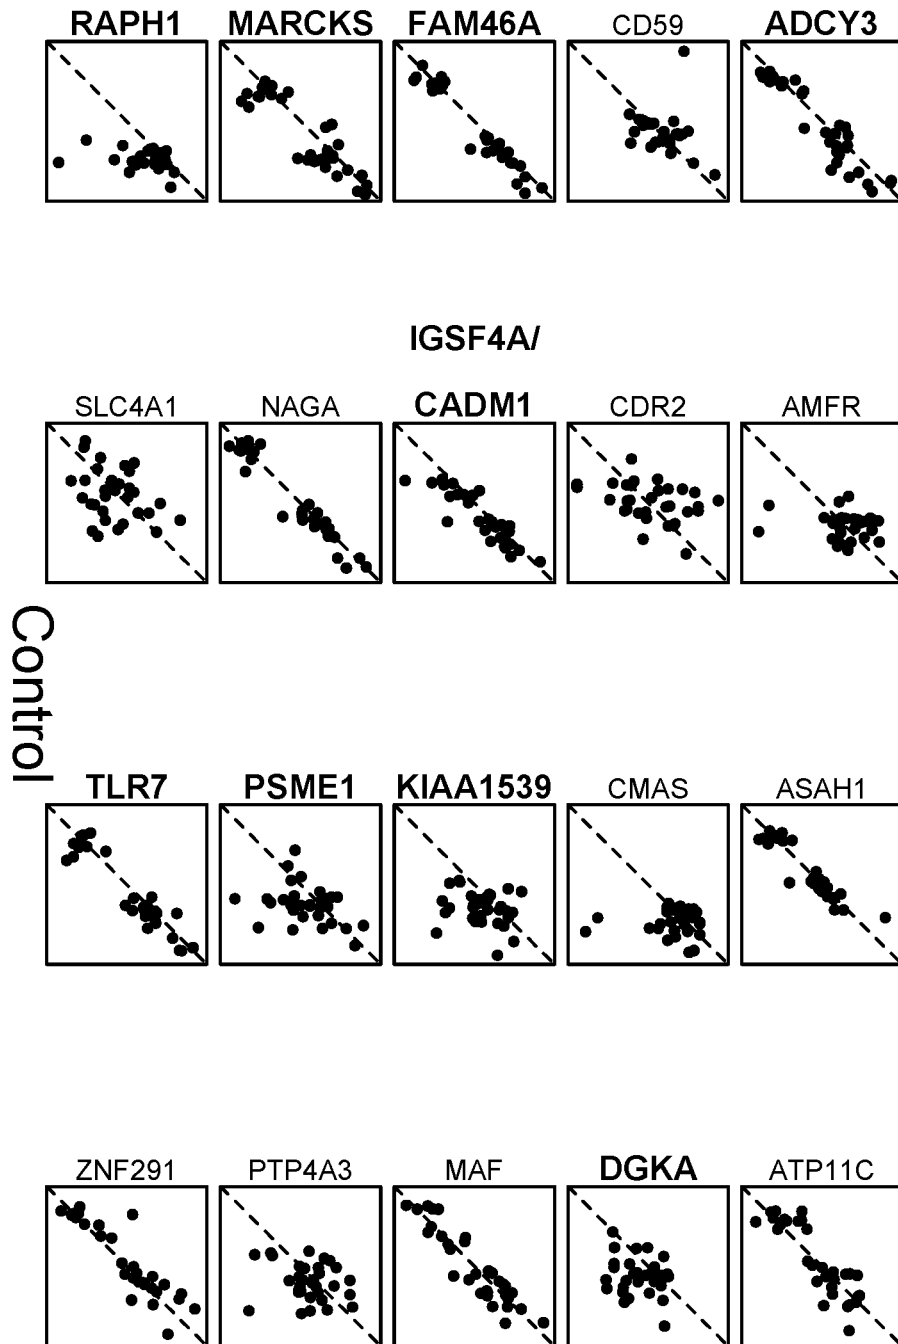 RAPH1 MARCKS FAM46A CD59 ADCY3
IGSF4A/
SLC4A1 NAGA CADM1 CDR2 AMFR
Control
TLR7 PSME1 KIAA1539 CMAS ASAH1
ZNF291 PTP4A3 MAF DGKA ATP11C